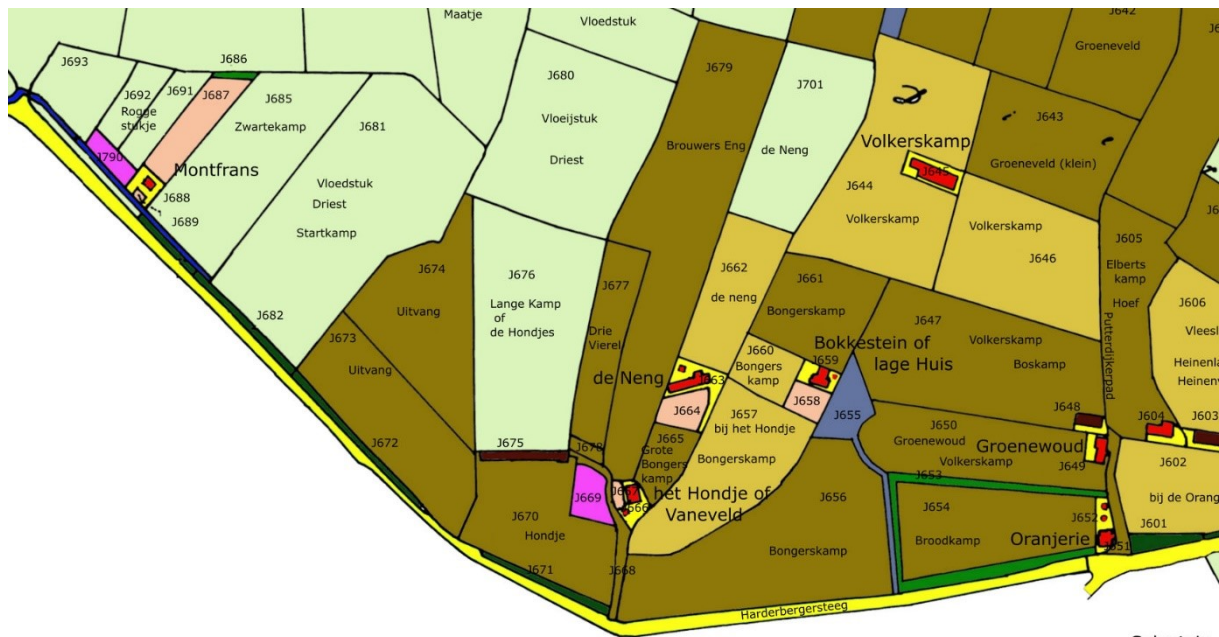 Maatje
Vloedstuk
J642
Groeneveld
J693
J686
J692
J691
J687
Rogge
stukje
J685
Zwartekamp
J681
J680
Vloeijstuk
Driest
J679
Brouwers Eng
J701
de Neng
J643
Groeneveld (klein)
Volkerskamp
J645
J790
Montfrans
J688
J689
Vloedstuk
Driest
Startkamp
J644
Volkerskamp
Volkerskamp
J646
J605
Elberts
kamp
Hoef
J606
J674
Uitvang
J676
Lange Kamp
of
de Hondjes
J677
Drie
Vierel
J662
de neng
J661
Bongerskamp
J647
Volkerskamp
Boskamp
Putterdijkerpad
J682
J673
Uitvang
J660
Bongers
kamp
J659
Bokkestein of
lage Huis
de Neng
J664
J658
J655
J657
bij het Hondje
Bongerskamp
J648
J604
J603
J650
Groenewoud
Volkerskamp
Groenewoud
J649
J672
J675
J678
J665
Grote
Bongers
kamp
J602
bij de Orang
J653
J669
J666
het Hondje of
Vaneveld
J656
Bongerskamp
J654
Broodkamp
J652
Oranjerie
J651
J601
J670
Hondje
J671
J668
Harderbergersteeg